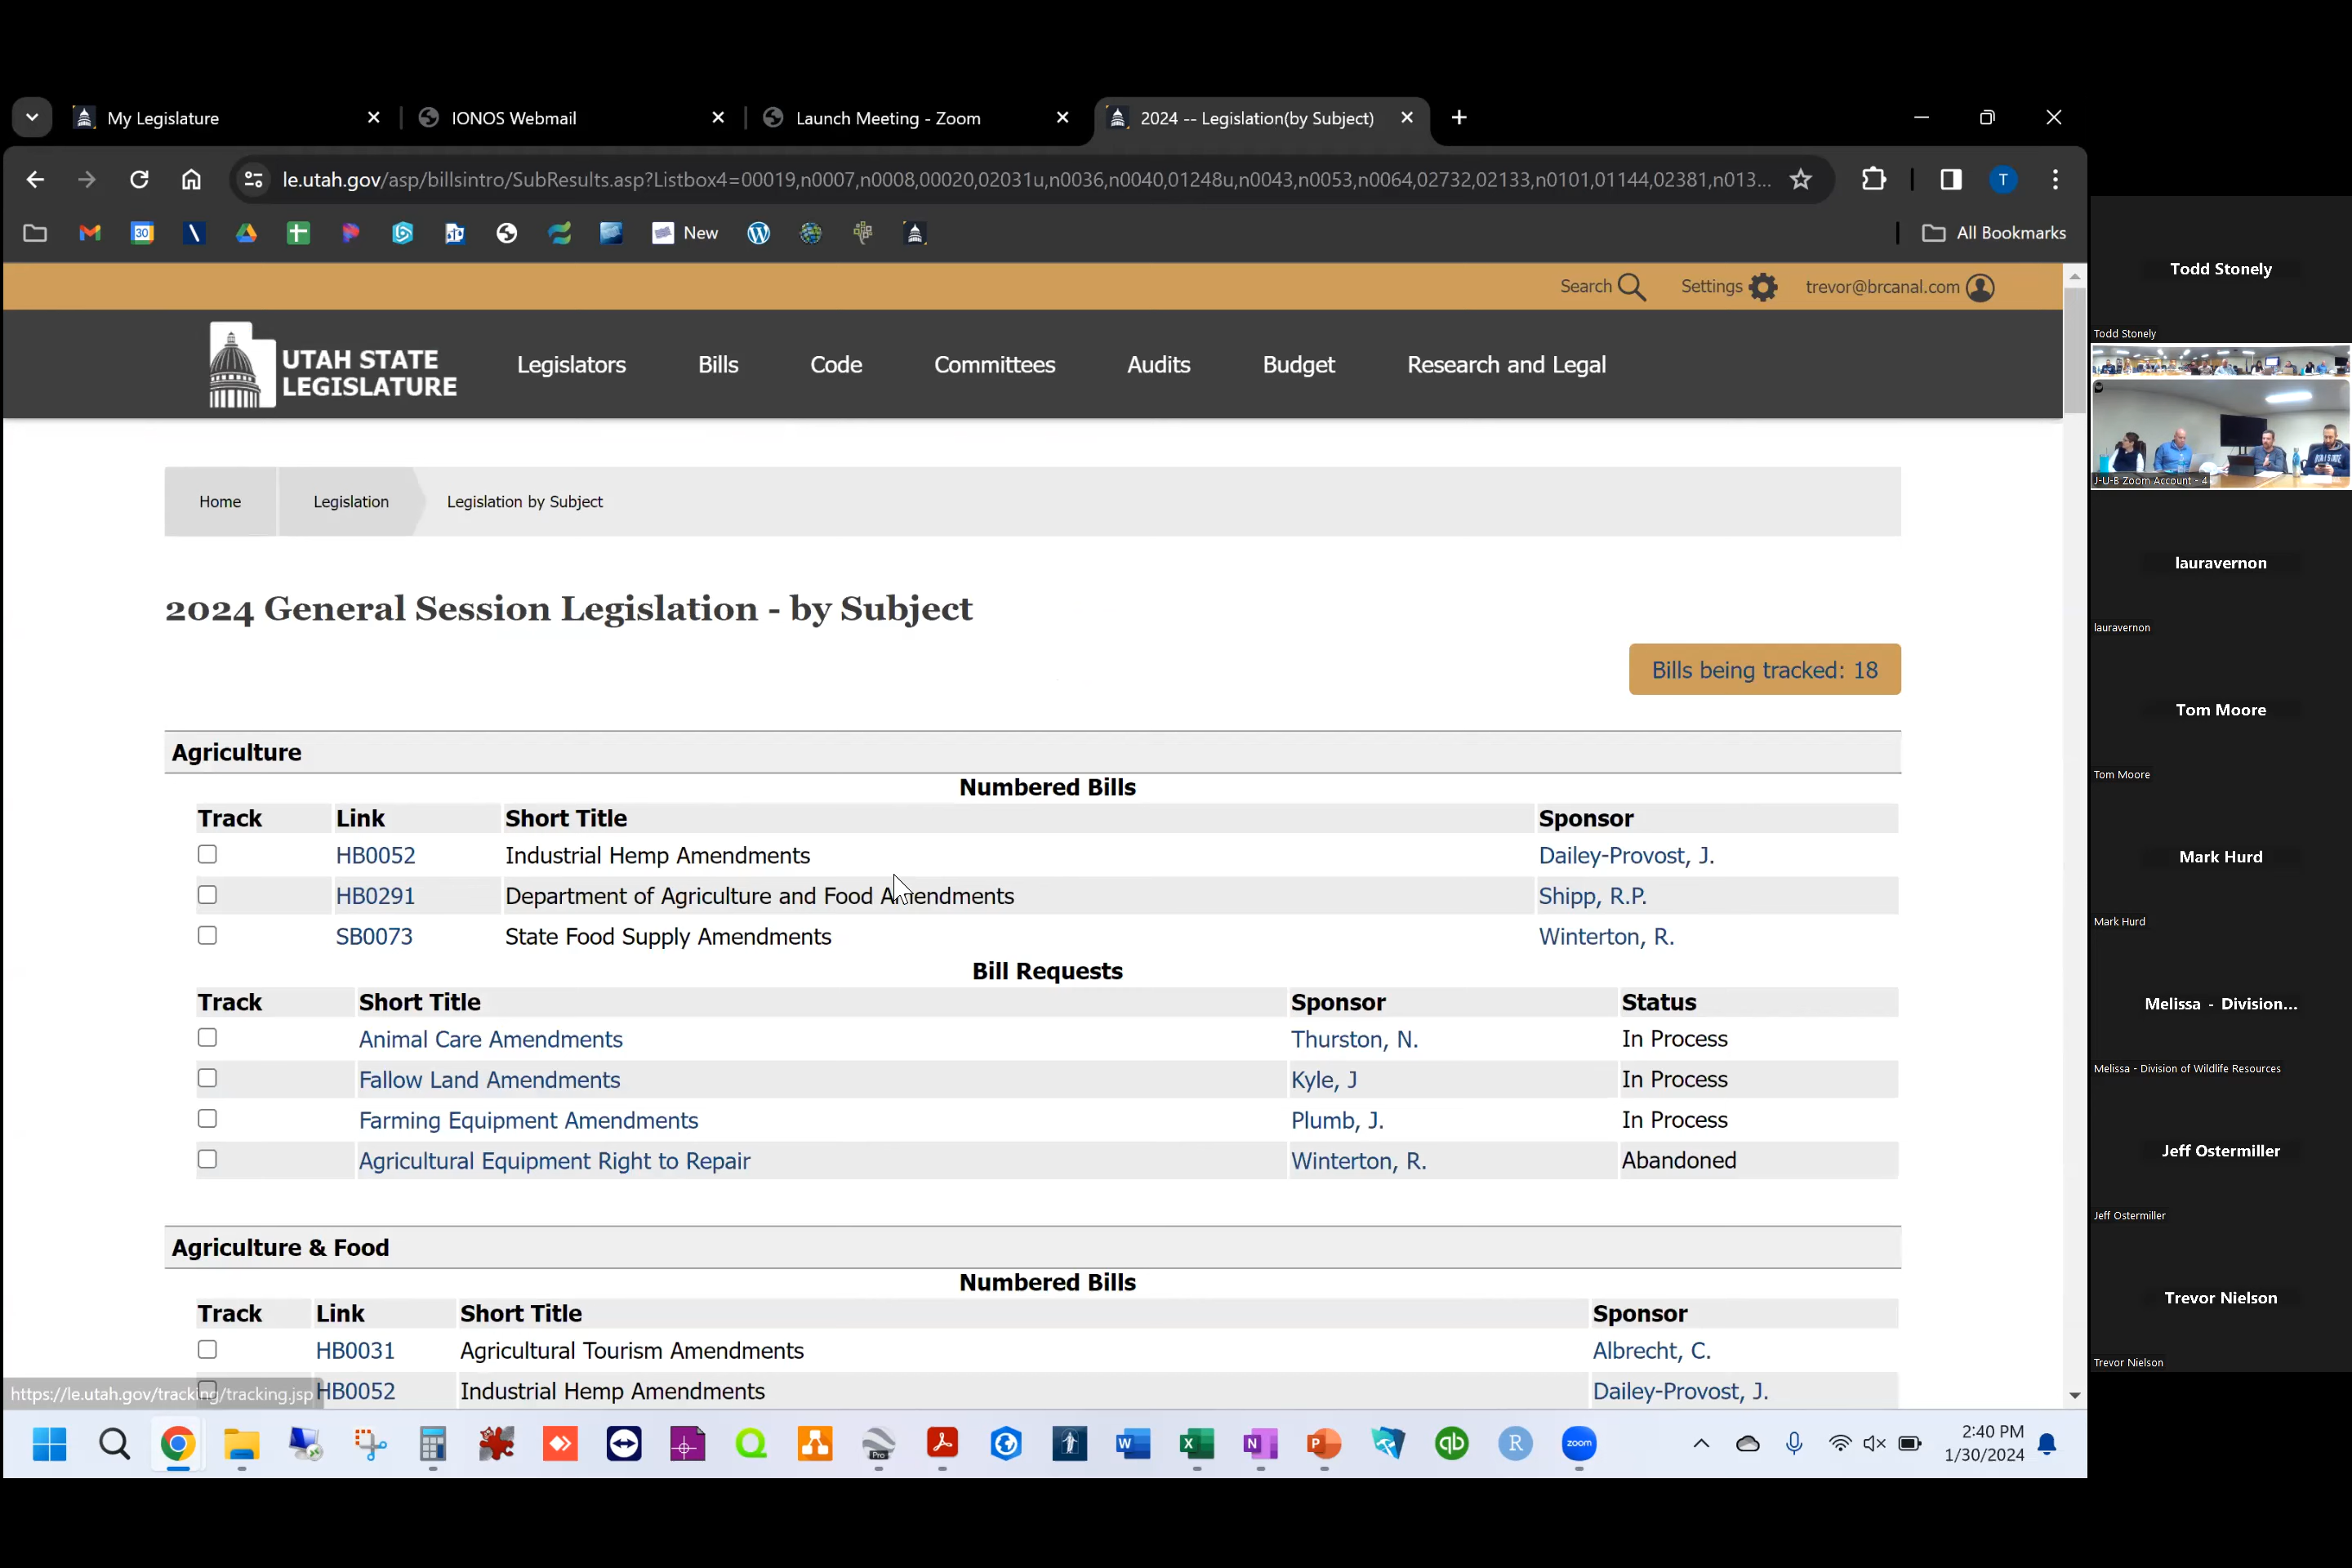 My Legislature
IONOS Webmail
Launch Meeting - Zoom
2024 -- Legislation(by Subject)
le.utah.gov/asp/billsintro/SubResults.asp?Listbox4=00019,n0007,n0008,00020,02031u,n0036,n0040,01248u,n0043,n0053,n0064,02732,02133,n0101,01144,02381,n013...
T
30
New
All Bookmarks
Search
Settings
trevor@brcanal.com
UTAH STATE
LEGISLATURE
Legislators Bills Code Committees Audits Budget Research and Legal
Home Legislation Legislation by Subject
2024 General Session Legislation - by Subject
Bills being tracked: 18
Agriculture
Numbered Bills
Track Link Short Title Sponsor
HB0052 Industrial Hemp Amendments Dailey-Provost, J.
HB0291 Department of Agriculture and Food Amendments Shipp, R.P.
SB0073 State Food Supply Amendments Winterton, R.
Bill Requests
Track Short Title Sponsor Status
Animal Care Amendments Thurston, N. In Process
Fallow Land Amendments Kyle, J In Process
Farming Equipment Amendments Plumb, J. In Process
Agricultural Equipment Right to Repair Winterton, R. Abandoned
Agriculture & Food
Numbered Bills
Track Link Short Title Sponsor
HB0031 Agricultural Tourism Amendments Albrecht, C.
HB0052 Industrial Hemp Amendments Dailey-Provost, J.
https://le.utah.gov/tracking/tracking.jsp
Pro
W
X
N
P
qb
R
zoom
2:40 PM
1/30/2024
Todd Stonely
Todd Stonely
J-U-B Zoom Account - 4
lauravernon
lauravernon
Tom Moore
Tom Moore
Mark Hurd
Mark Hurd
Melissa - Division...
Melissa - Division of Wildlife Resources
Jeff Ostermiller
Jeff Ostermiller
Trevor Nielson
Trevor Nielson